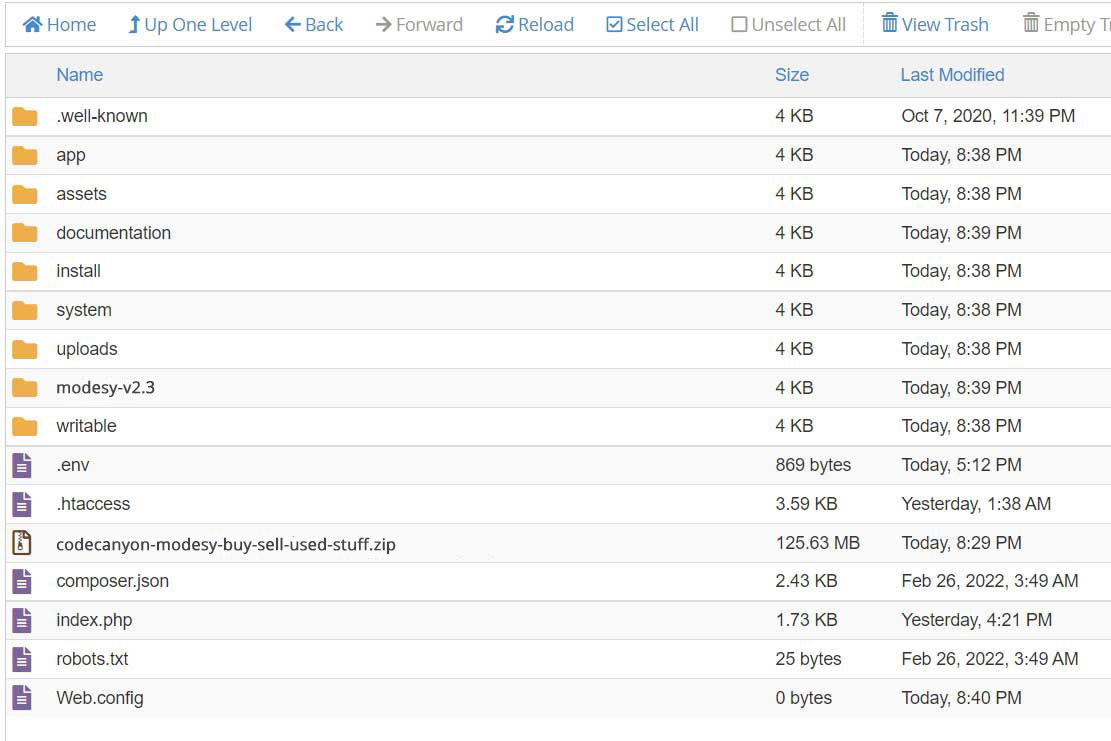 Home Up One Level Back Forward Reload Select All Unselect All View Trash Empty
Name Size Last Modified
.well-known 4 KB Oct 7, 2020, 11:39 PM
app 4 KB Today, 8:38 PM
assets 4 KB Today, 8:38 PM
documentation 4 KB Today, 8:39 PM
install 4 KB Today, 8:38 PM
system 4 KB Today, 8:38 PM
uploads 4 KB Today, 8:38 PM
modesy-v2.3 4 KB Today, 8:39 PM
writable 4 KB Today, 8:38 PM
.env 869 bytes Today, 5:12 PM
.htaccess 3.59 KB Yesterday, 1:38 AM
codecanyon-modesy-buy-sell-used-stuff.zip 125.63 MB Today, 8:29 PM
composer.json 2.43 KB Feb 26, 2022, 3:49 AM
index.php 1.73 KB Yesterday, 4:21 PM
robots.txt 25 bytes Feb 26, 2022, 3:49 AM
Web.config 0 bytes Today, 8:40 PM